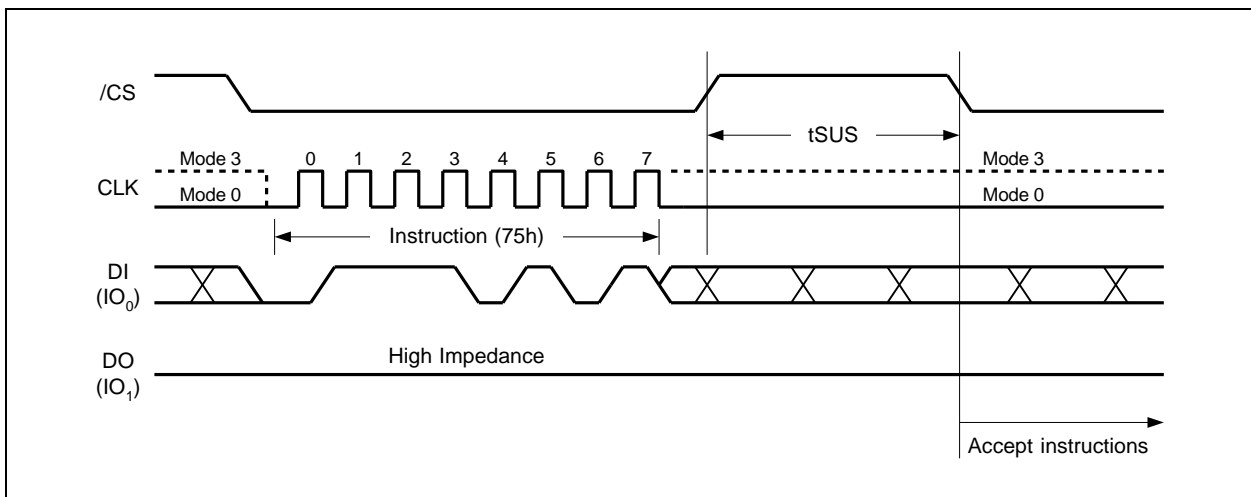 /CS
tSUS
Mode 3
0 1 2 3 4 5 6 7
Mode 3
CLK
Mode 0
Mode 0
Instruction (75h)
DI
(IO0)
High Impedance
DO
(IO1)
Accept instructions